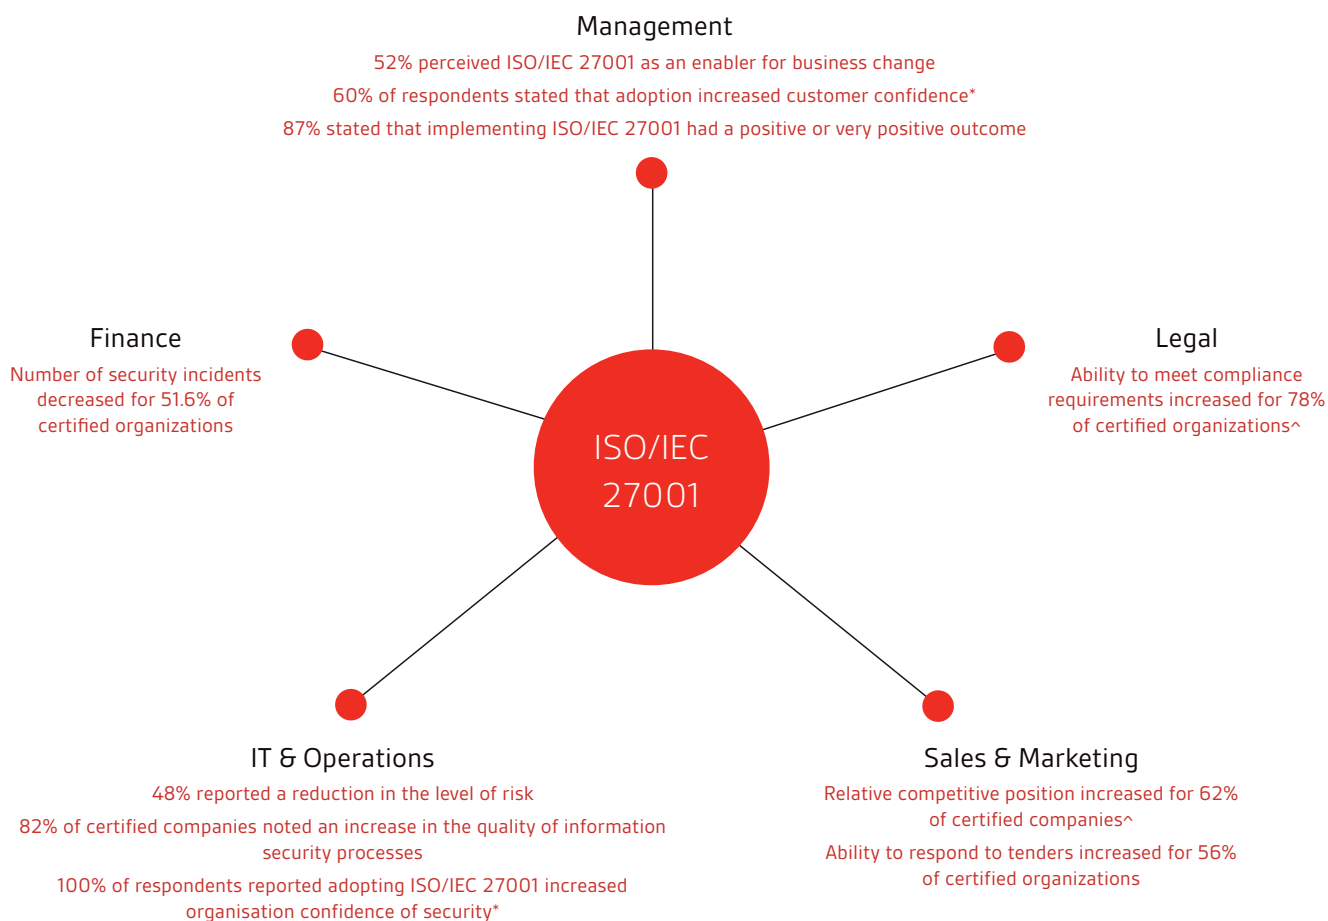 Management
52% perceived ISO/IEC 27001 as an enabler for business change
60% of respondents stated that adoption increased customer confidence*
87% stated that implementing ISO/IEC 27001 had a positive or very positive outcome
Finance
Number of security incidents
decreased for 51.6% of
certified organizations
Legal
Ability to meet compliance
requirements increased for 78%
of certified organizations^
ISO/IEC
27001
IT & Operations
48% reported a reduction in the level of risk
82% of certified companies noted an increase in the quality of information
security processes
100% of respondents reported adopting ISO/IEC 27001 increased
organisation confidence of security*
Sales & Marketing
Relative competitive position increased for 62%
of certified companies^
Ability to respond to tenders increased for 56%
of certified organizations